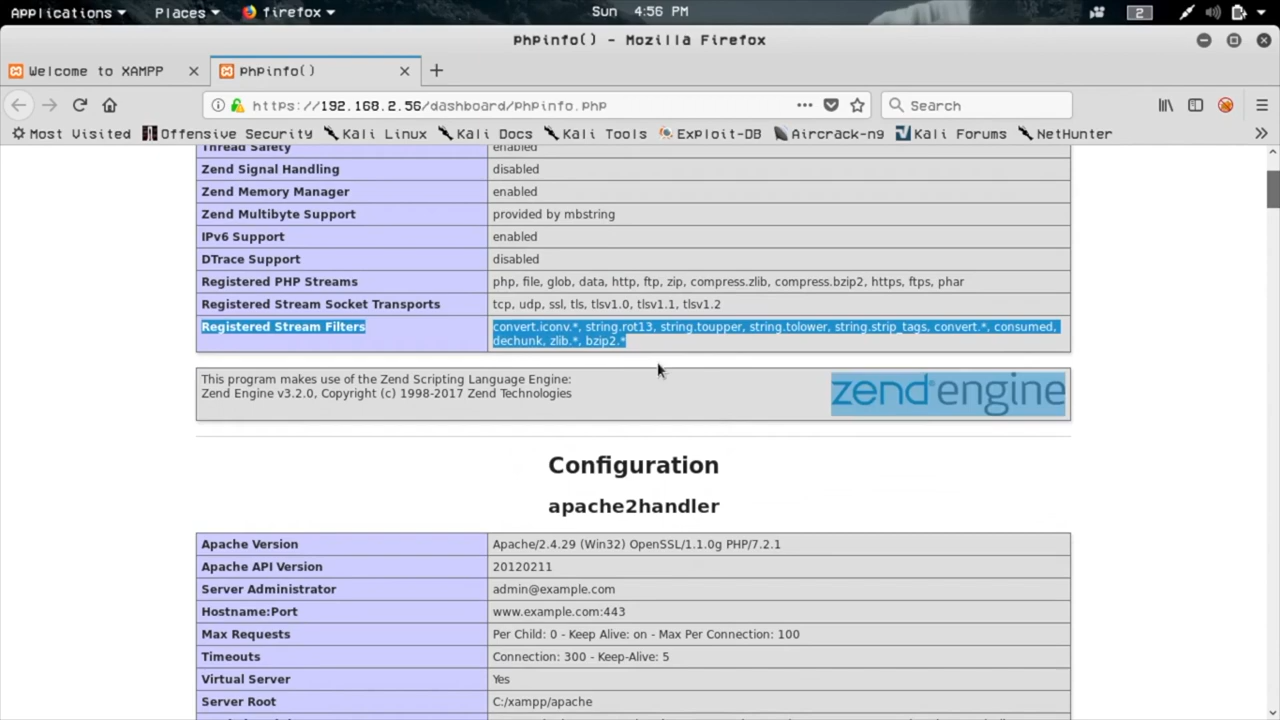 Applications Places firefox Sun 4:56 PM 2
phpinfo() - Mozilla Firefox
Welcome to XAMPP phpinfo()
https://192.168.2.56/dashboard/phpinfo.php Search
Most Visited Offensive Security Kali Linux Kali Docs Kali Tools Exploit-DB Aircrack-ng Kali Forums NetHunter
Thread Safety enabled
Zend Signal Handling disabled
Zend Memory Manager enabled
Zend Multibyte Support provided by mbstring
IPv6 Support enabled
DTrace Support disabled
Registered PHP Streams php, file, glob, data, http, ftp, zip, compress.zlib, compress.bzip2, https, ftps, phar
Registered Stream Socket Transports tcp, udp, ssl, tls, tlsv1.0, tlsv1.1, tlsv1.2
Registered Stream Filters convert.iconv.*, string.rot13, string.toupper, string.tolower, string.strip_tags, convert.*, consumed,
dechunk, zlib.*, bzip2.*
This program makes use of the Zend Scripting Language Engine:
Zend Engine v3.2.0, Copyright (c) 1998-2017 Zend Technologies
zend engine
Configuration
apache2handler
Apache Version Apache/2.4.29 (Win32) OpenSSL/1.1.0g PHP/7.2.1
Apache API Version 20120211
Server Administrator admin@example.com
Hostname:Port www.example.com:443
Max Requests Per Child: 0 - Keep Alive: on - Max Per Connection: 100
Timeouts Connection: 300 - Keep-Alive: 5
Virtual Server Yes
Server Root C:/xampp/apache